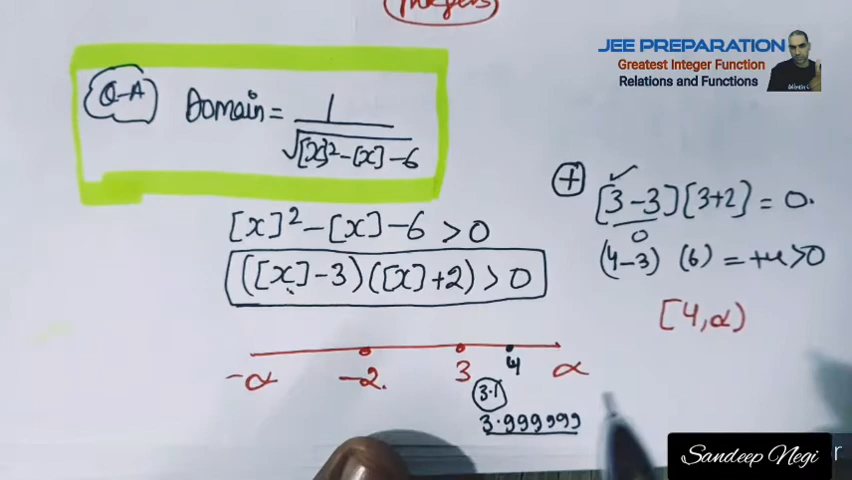 Integers
JEE PREPARATION
Greatest Integer Function
Relations and Functions
Q-A Domain = 1/√([x]²-[x]-6)
[x]² - [x] - 6 > 0
([x]-3)([x]+2) > 0
+ ✓
[3-3][3+2] = 0.
0
(4-3) (6) = +ve > 0
[4,α)
-α -2. 3 4 α
3.1
3.999999
Sandeep Negi
r